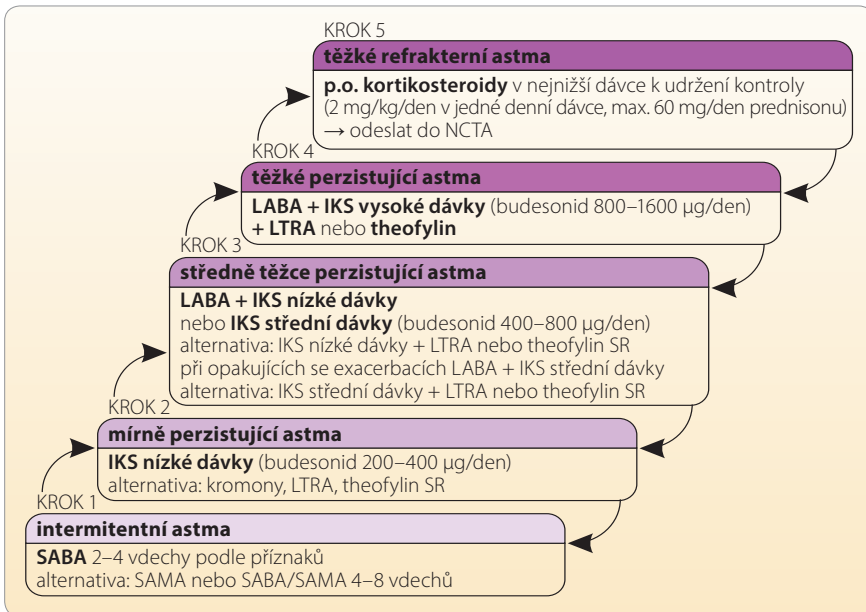 KROK 5
těžké refrakterní astma
p.o. kortikosteroidy v nejnižší dávce k udržení kontroly
(2 mg/kg/den v jedné denní dávce, max. 60 mg/den prednisonu)
→ odeslat do NCTA
KROK 4
těžké perzistující astma
LABA + IKS vysoké dávky (budesonid 800–1600 µg/den)
+ LTRA nebo theofylin
KROK 3
středně těžce perzistující astma
LABA + IKS nízké dávky
nebo IKS střední dávky (budesonid 400–800 µg/den)
alternativa: IKS nízké dávky + LTRA nebo theofylin SR
při opakujících se exacerbacích LABA + IKS střední dávky
alternativa: IKS střední dávky + LTRA nebo theofylin SR
KROK 2
mírně perzistující astma
IKS nízké dávky (budesonid 200–400 µg/den)
alternativa: kromony, LTRA, theofylin SR
KROK 1
intermitentní astma
SABA 2–4 vdechy podle příznaků
alternativa: SAMA nebo SABA/SAMA 4–8 vdechů